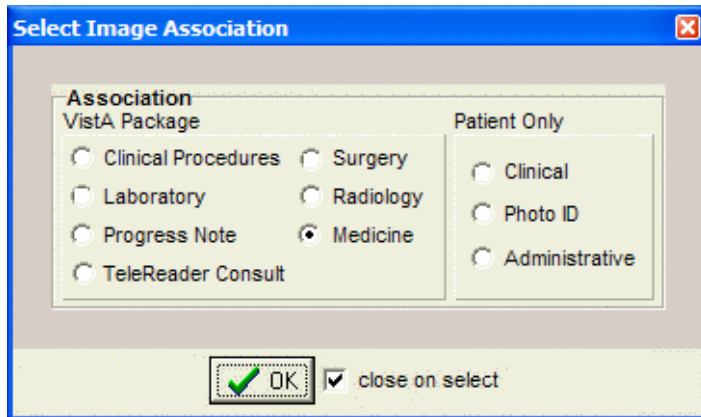 Select Image Association
Association
VistA Package
Patient Only
Clinical Procedures
Surgery
Laboratory
Radiology
Progress Note
Medicine
TeleReader Consult
Clinical
Photo ID
Administrative
OK
close on select